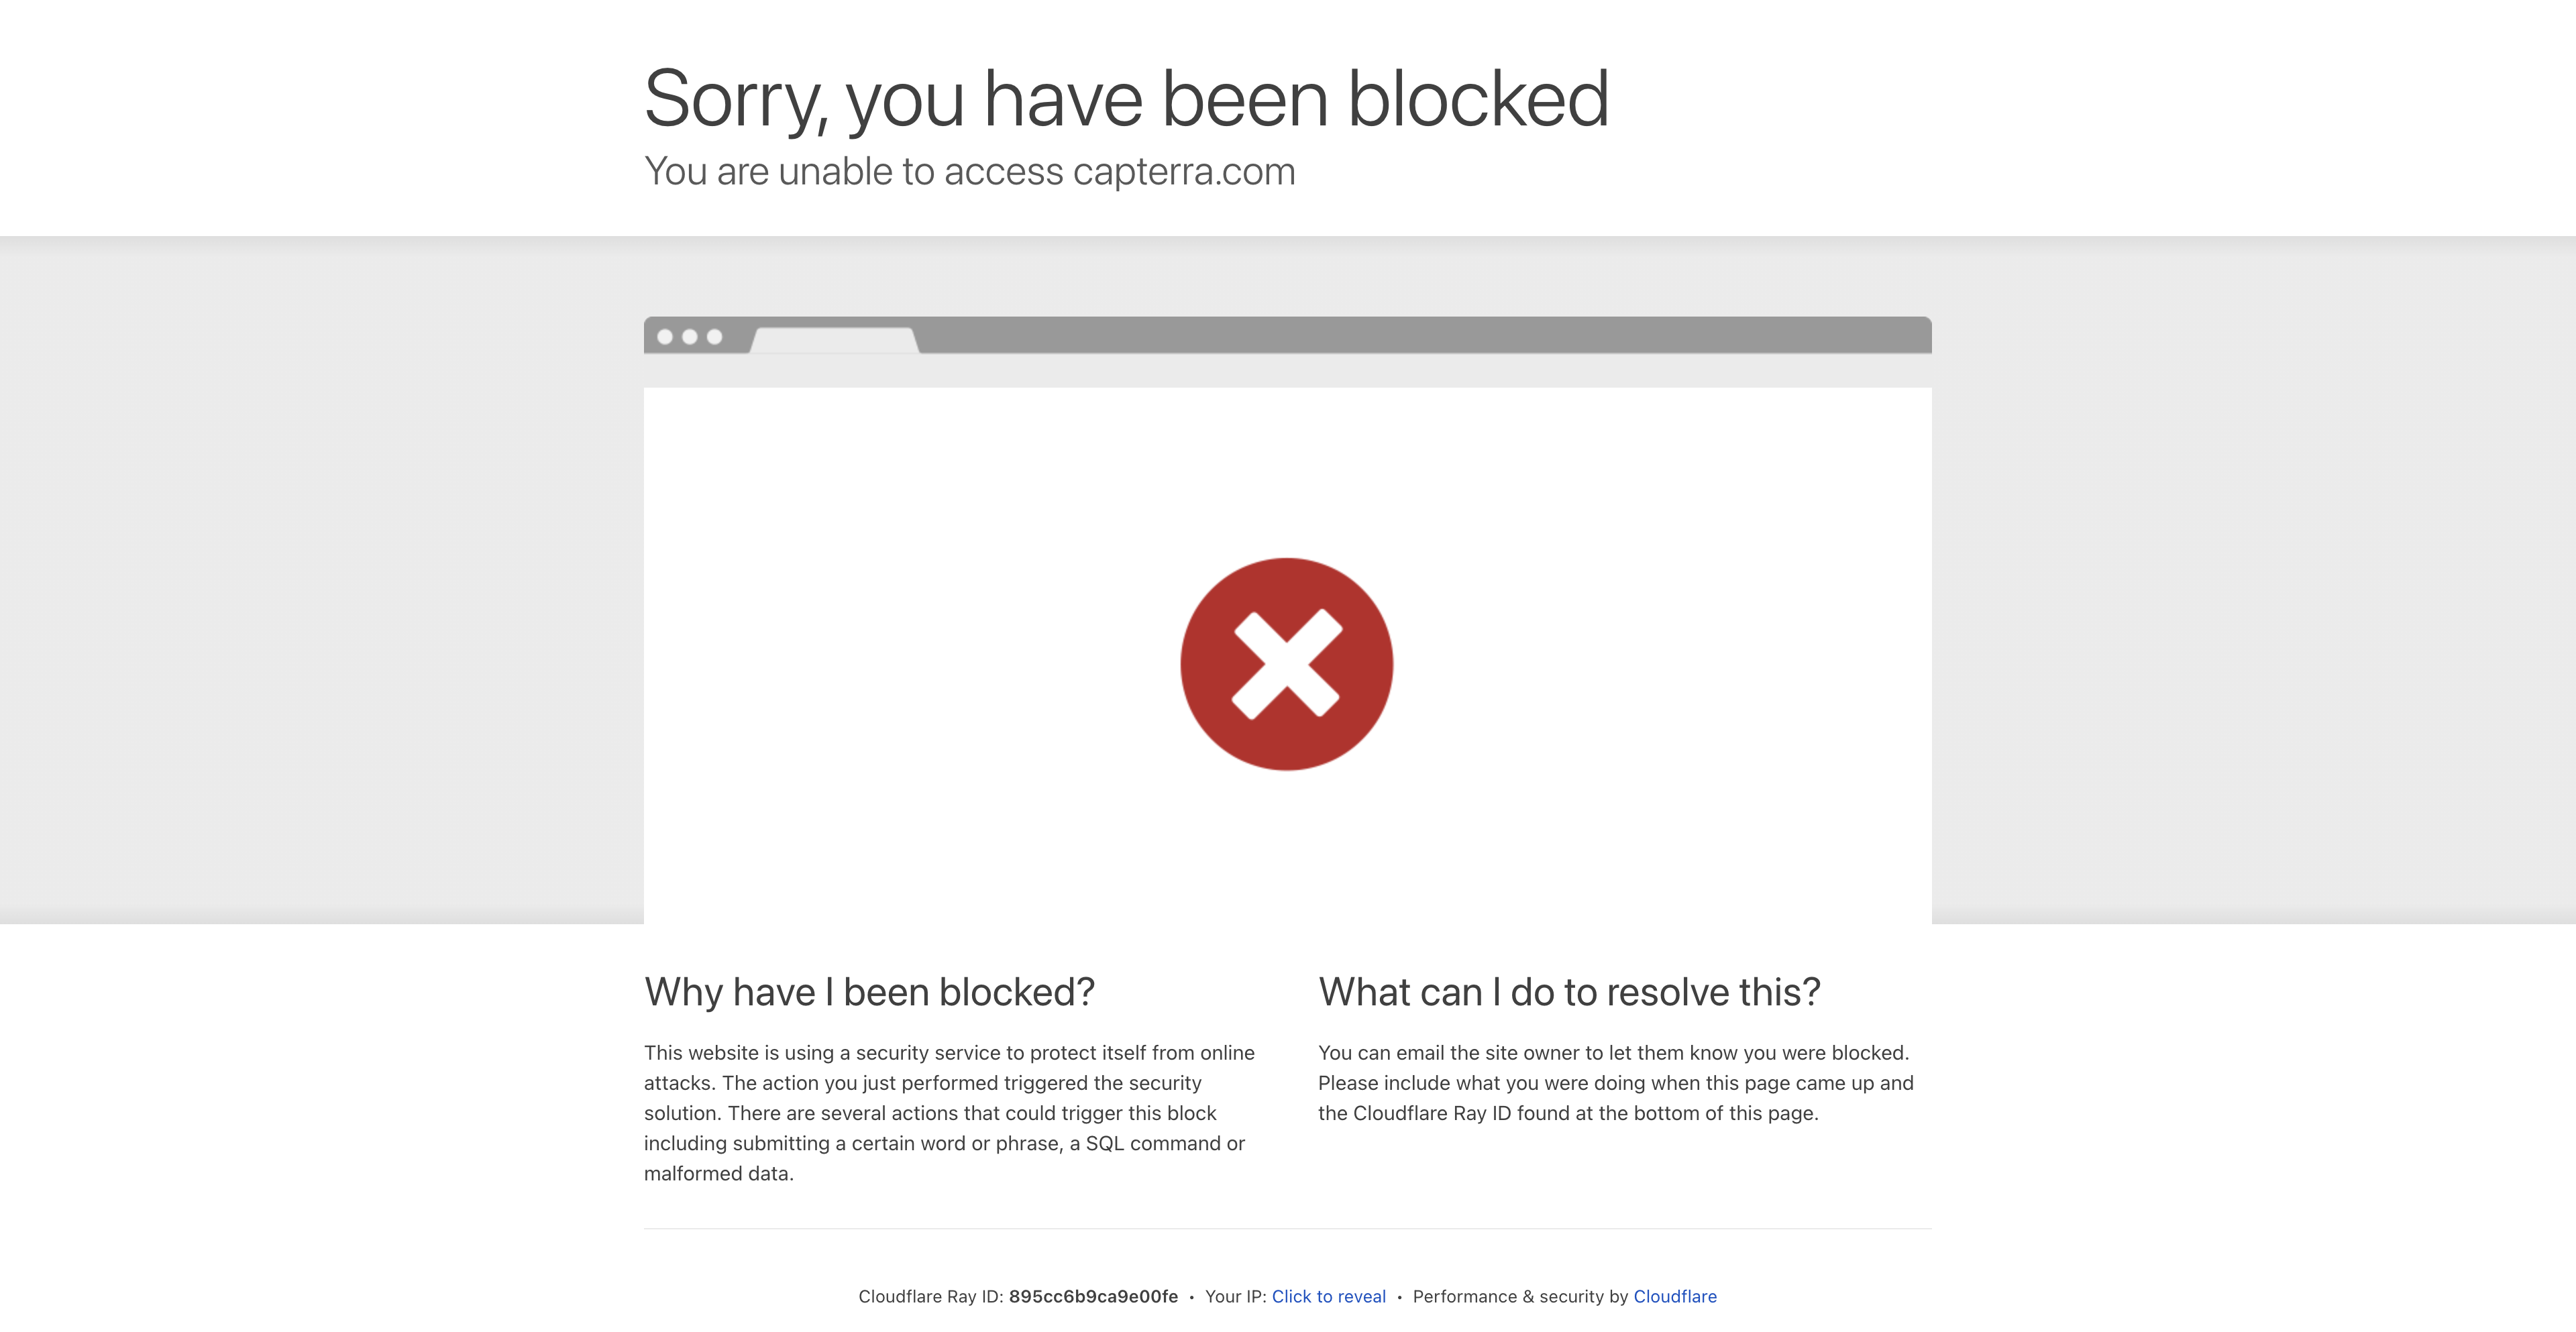 Sorry, you have been blocked
You are unable to access capterra.com
Why have I been blocked?
This website is using a security service to protect itself from online
attacks. The action you just performed triggered the security
solution. There are several actions that could trigger this block
including submitting a certain word or phrase, a SQL command or
malformed data.
What can I do to resolve this?
You can email the site owner to let them know you were blocked.
Please include what you were doing when this page came up and
the Cloudflare Ray ID found at the bottom of this page.
Cloudflare Ray ID: 895cc6b9ca9e00fe • Your IP: Click to reveal • Performance & security by Cloudflare